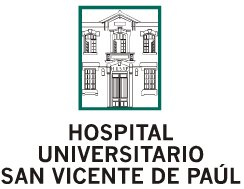 HOSPITAL
UNIVERSITARIO
SAN VICENTE DE PAÚL